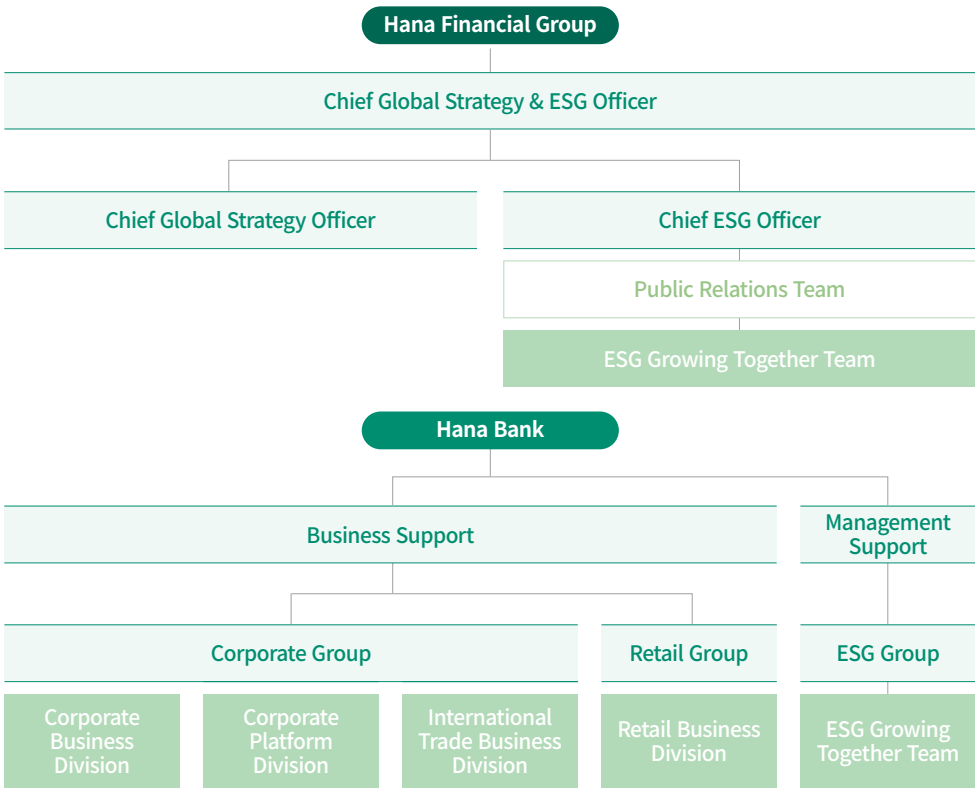 Hana Financial Group
Chief Global Strategy & ESG Officer
Chief Global Strategy Officer
Chief ESG Officer
Public Relations Team
ESG Growing Together Team
Hana Bank
Business Support
Management
Support
Corporate Group
Retail Group
ESG Group
Corporate
Business
Division
Corporate
Platform
Division
International
Trade Business
Division
Retail Business
Division
ESG Growing
Together Team